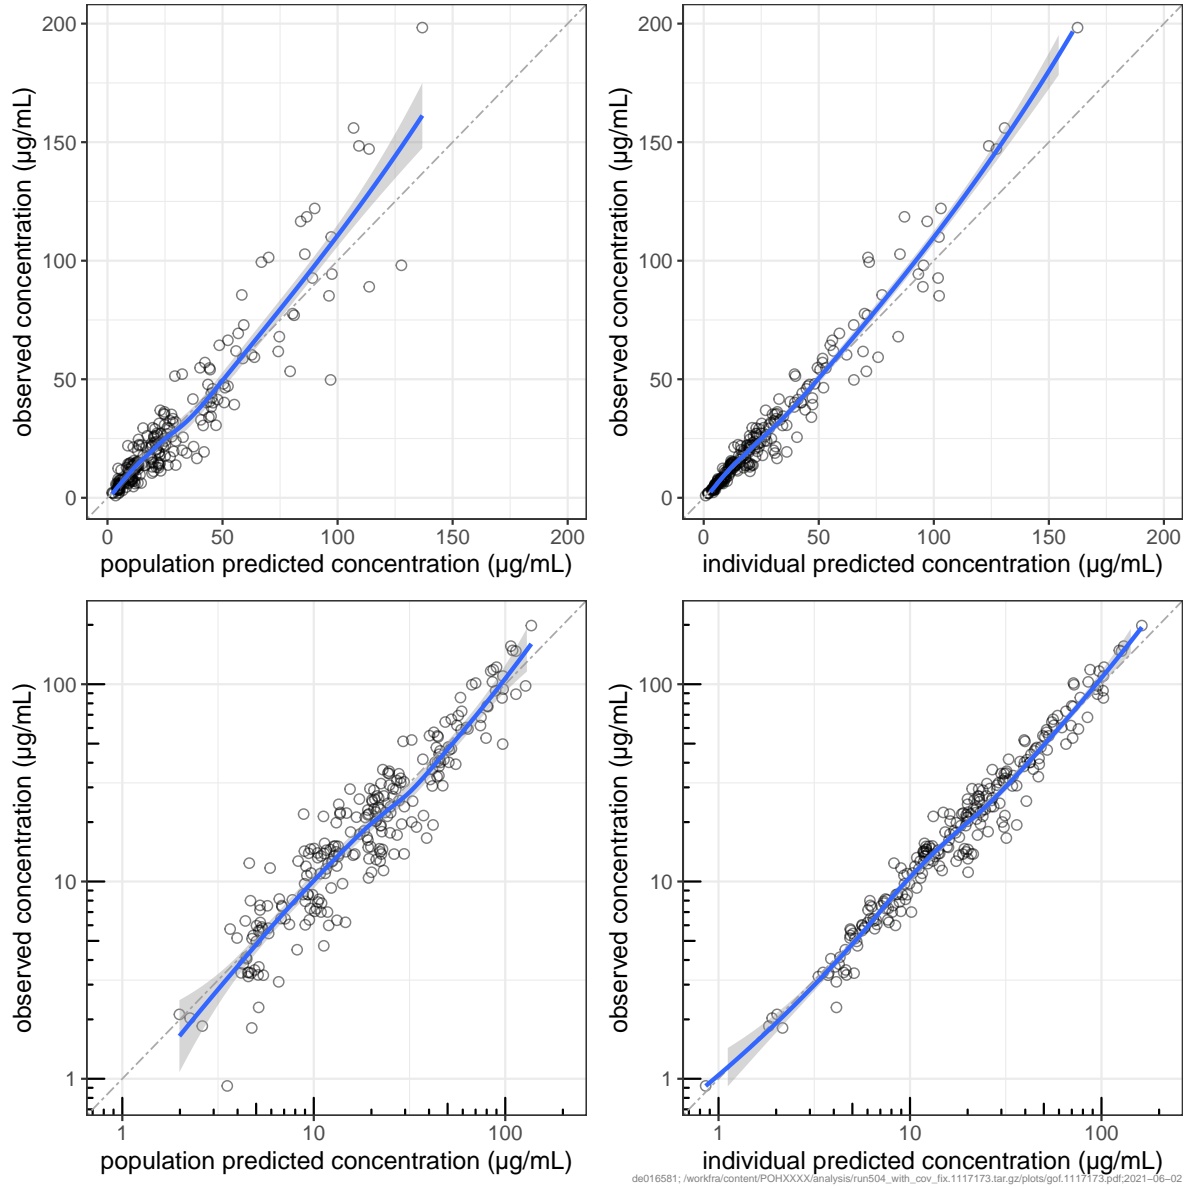 200
150
100
50
0
observed concentration (µg/mL)
0 50 100 150 200
population predicted concentration (µg/mL)
200
150
100
50
0
observed concentration (µg/mL)
0 50 100 150 200
individual predicted concentration (µg/mL)
100
10
1
observed concentration (µg/mL)
1 10 100
population predicted concentration (µg/mL)
100
10
1
observed concentration (µg/mL)
1 10 100
individual predicted concentration (µg/mL)
de016581; /workfra/content/POHXXXX/analysis/run504_with_cov_fix.1117173.tar.gz/plots/gof.1117173.pdf;2021−06−02